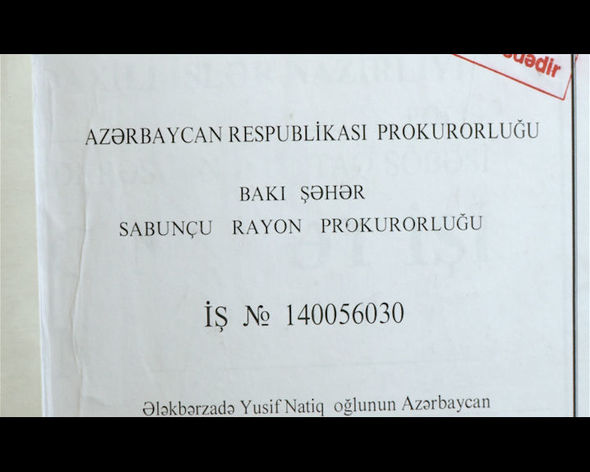 AZƏRBAYCAN RESPUBLİKASI PROKURORLUĞU
BAKI ŞƏHƏR
SABUNÇU RAYON PROKURORLUĞU
İŞ № 140056030
Ələkbərzadə Yusif Natiq oğlunun Azərbaycan